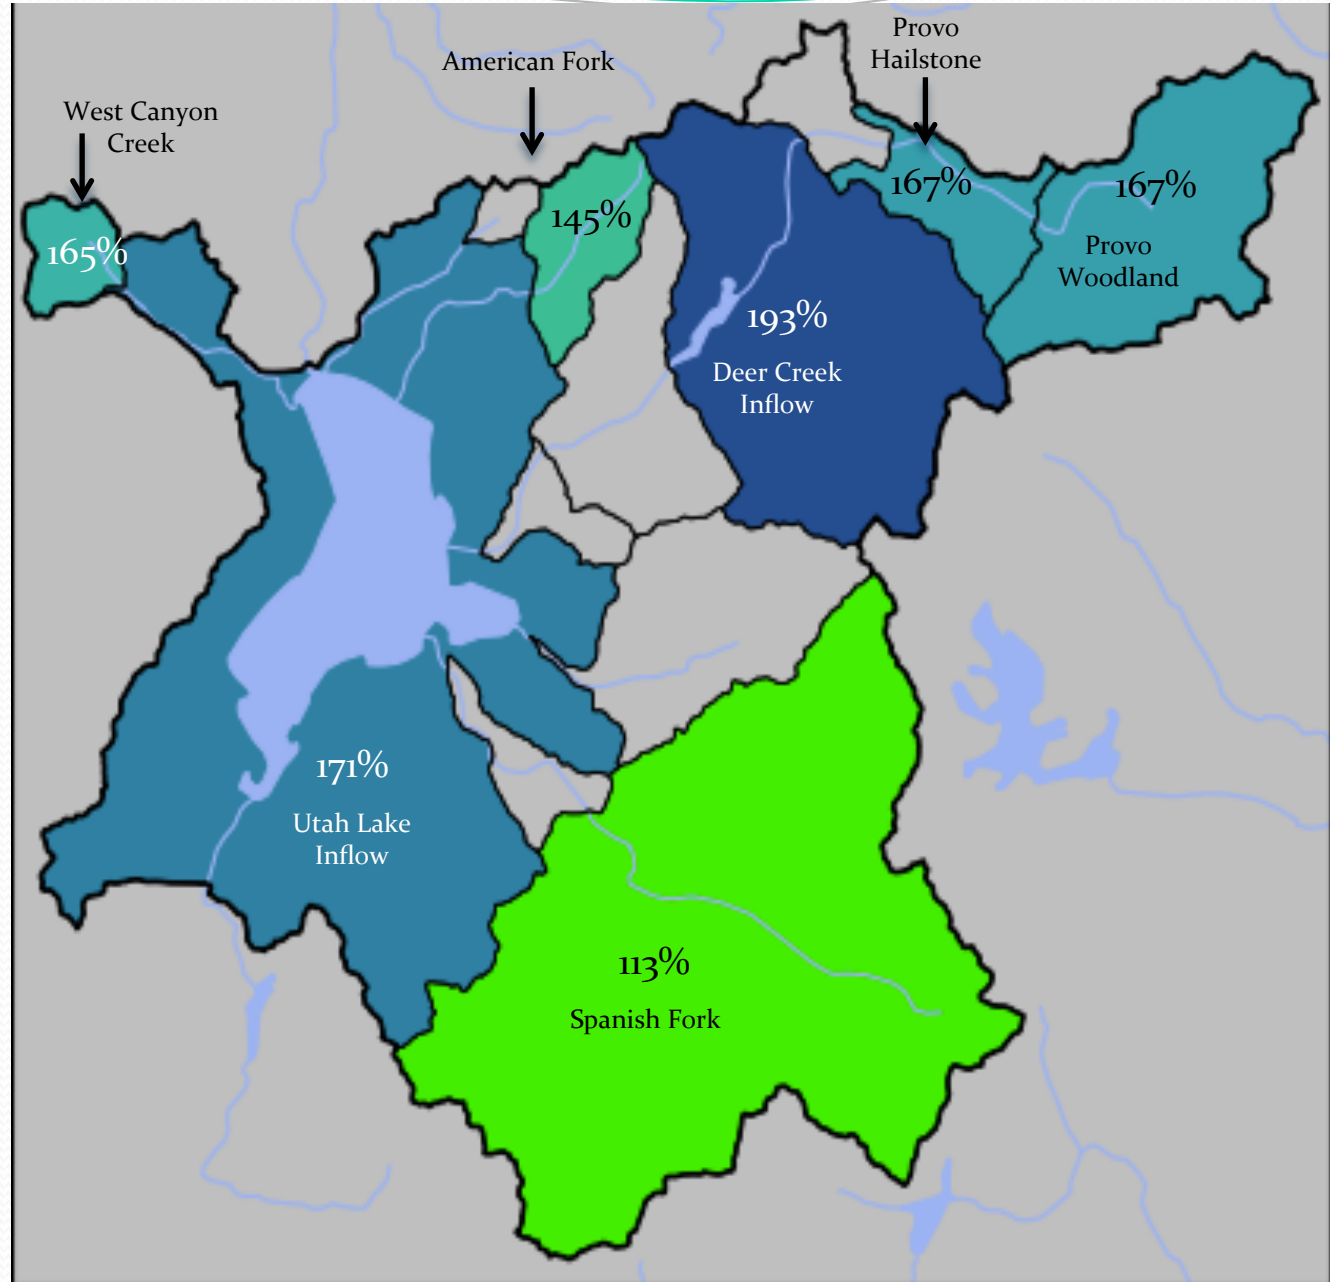 Provo
Hailstone
American Fork
West Canyon
Creek
167%
167%
145%
Provo
Woodland
165%
193%
Deer Creek
Inflow
171%
Utah Lake
Inflow
113%
Spanish Fork